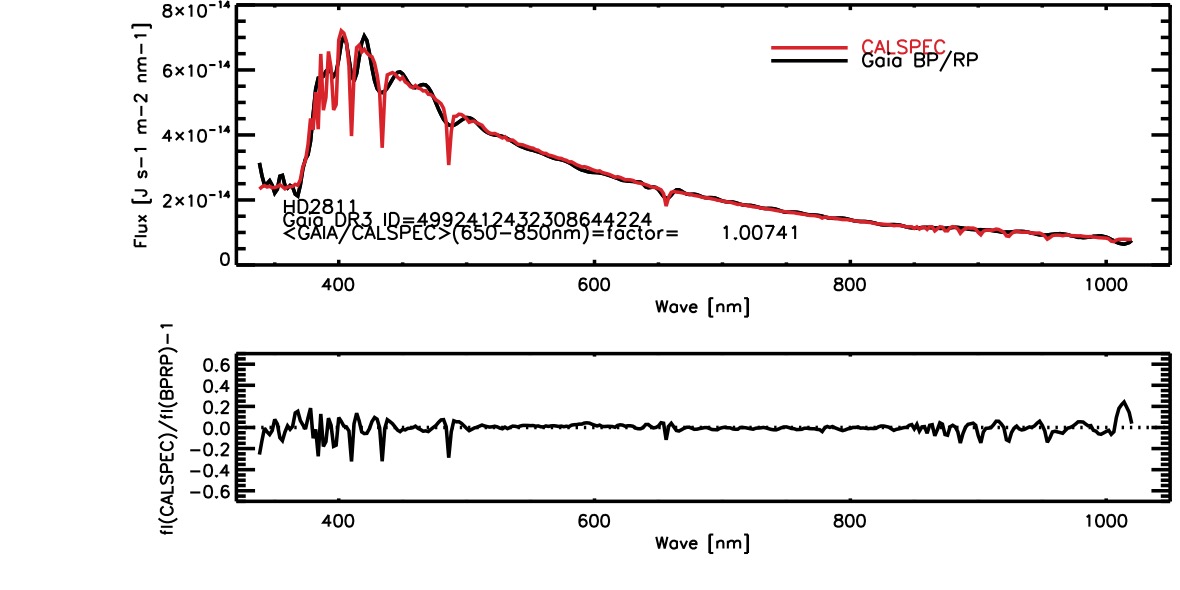 8×10−14
6×10−14
4×10−14
2×10−14
0
Flux [J s−1 m−2 nm−1]
CALSPEC
Gaia BP/RP
HD2811
Gaia DR3 ID=4992412432308644224
<GAIA/CALSPEC>(650−850nm)=factor= 1.00741
400 600 800 1000
Wave [nm]
fl(CALSPEC)/fl(BPRP)−1
0.6
0.4
0.2
0.0
−0.2
−0.4
−0.6
400 600 800 1000
Wave [nm]